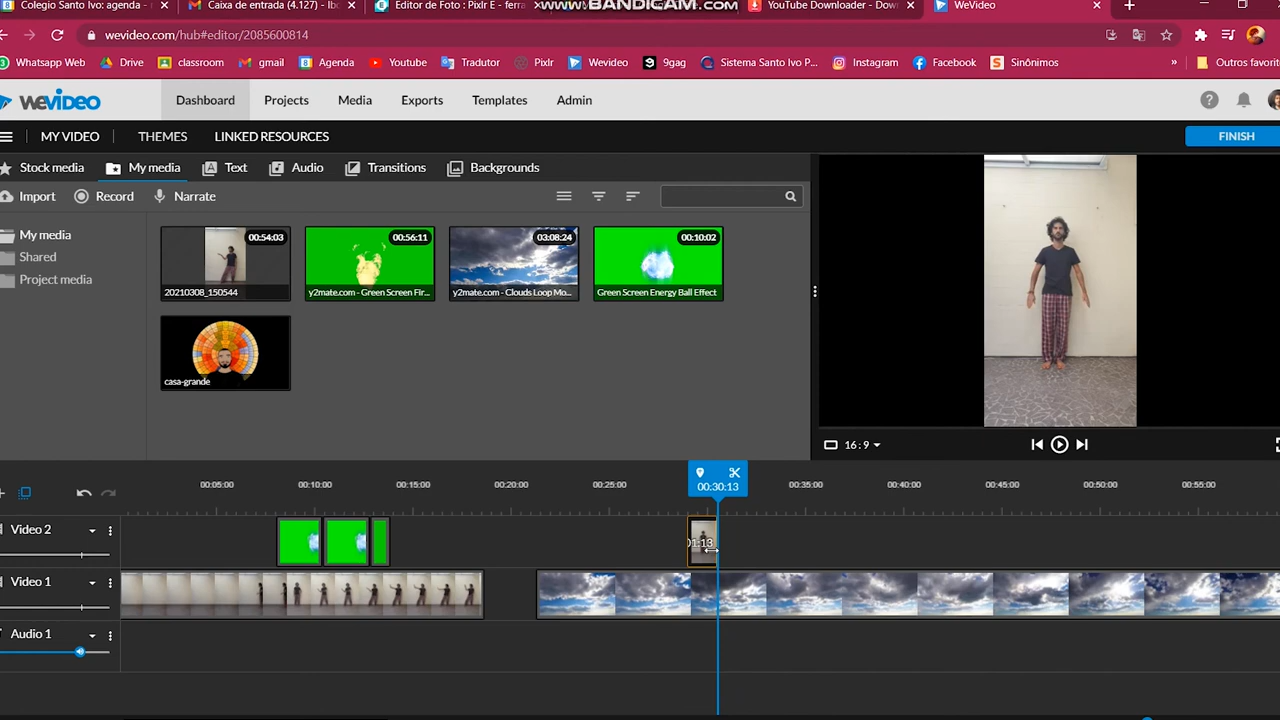 Colégio Santo Ivo: agenda -
Caixa de entrada (4.127) - lbc
Editor de Foto : Pixlr E - ferra
WWW.BANDICAM.COM
YouTube Downloader - Dow
WeVideo
wevideo.com/hub#editor/2085600814
Whatsapp Web
Drive
classroom
gmail
Agenda
Youtube
Tradutor
Pixlr
Wevideo
9gag
Sistema Santo Ivo P...
Instagram
Facebook
Sinônimos
»
Outros favorit
WEVIDEO
Dashboard
Projects
Media
Exports
Templates
Admin
MY VIDEO
THEMES
LINKED RESOURCES
FINISH
Stock media
My media
Text
Audio
Transitions
Backgrounds
Import
Record
Narrate
My media
Shared
Project media
00:54:03
20210308_150544
00:56:11
y2mate.com - Green Screen Fir...
03:08:24
y2mate.com - Clouds Loop Mo...
00:10:02
Green Screen Energy Ball Effect
casa-grande
16:9
00:05:00
00:10:00
00:15:00
00:20:00
00:25:00
00:30:13
00:35:00
00:40:00
00:45:00
00:50:00
00:55:00
Video 2
01:13
Video 1
Audio 1